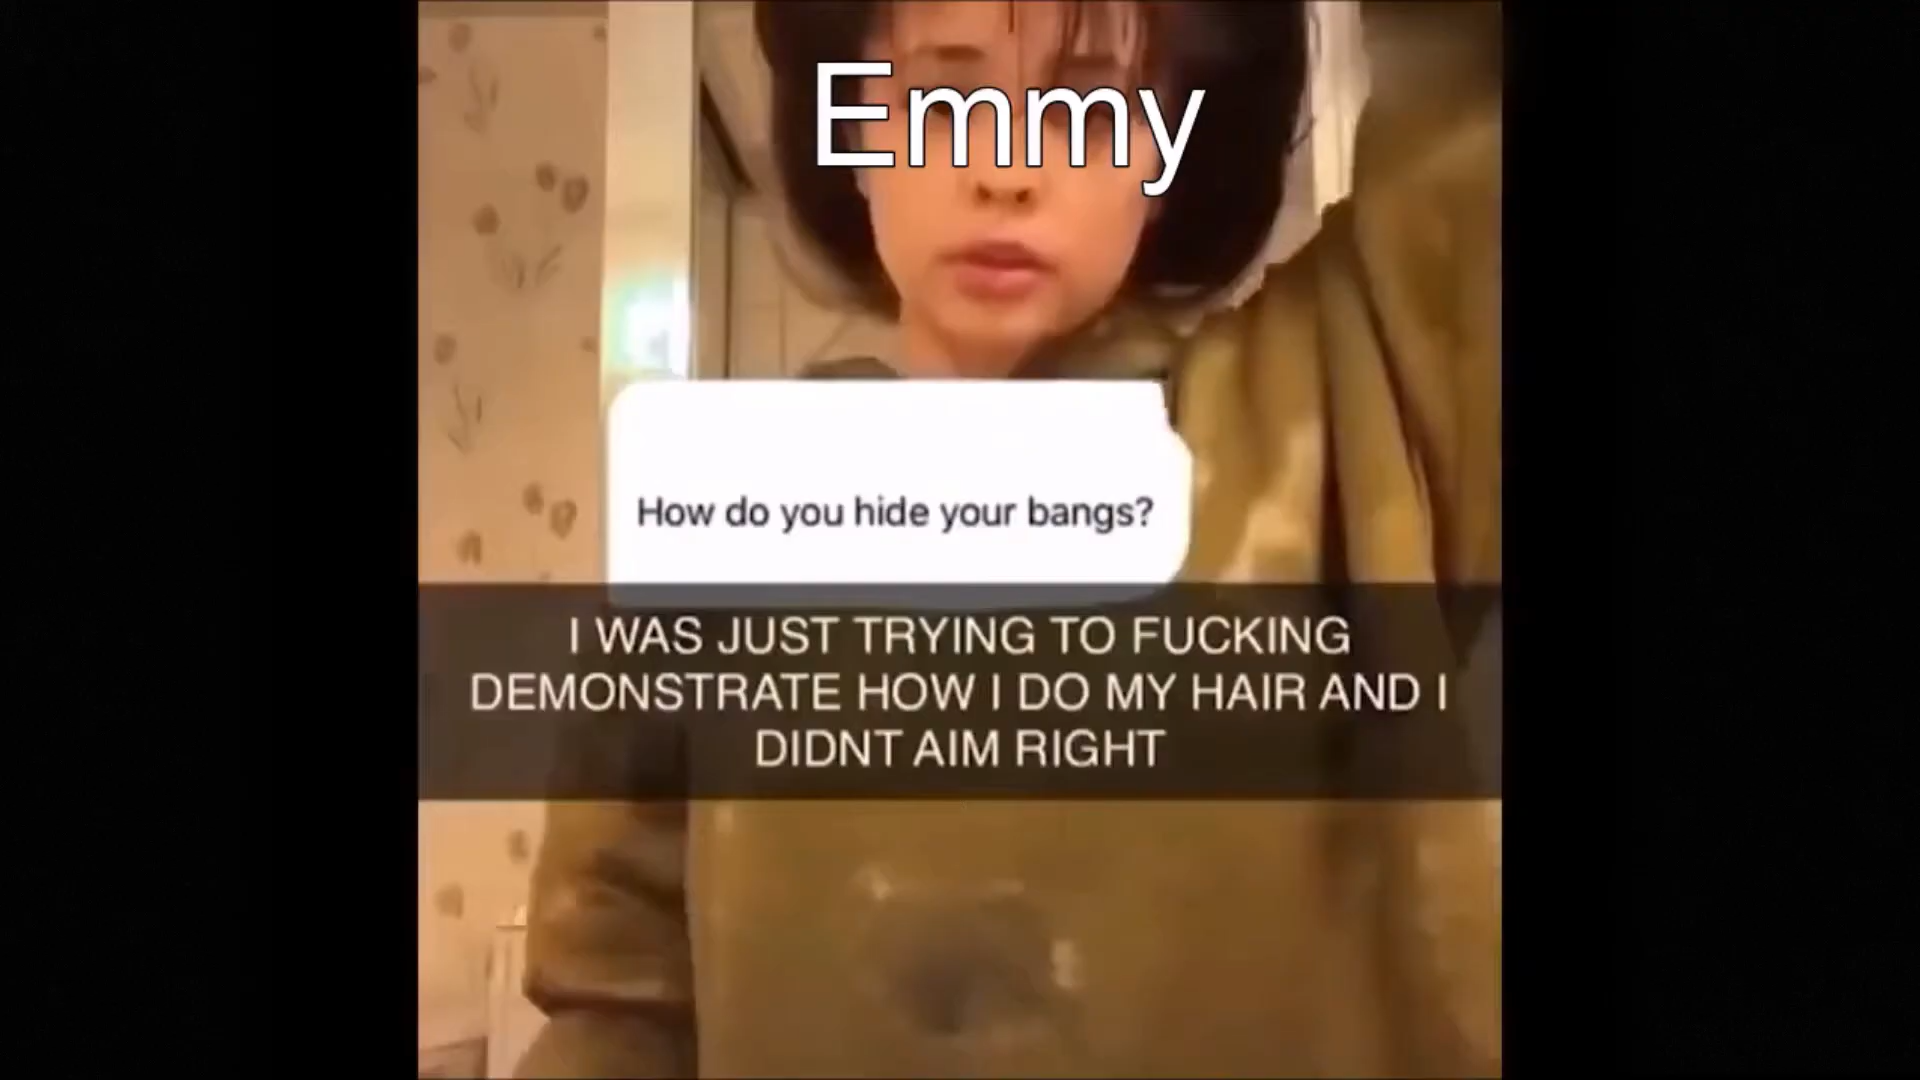 Emmy
How do you hide your bangs?
I WAS JUST TRYING TO FUCKING
DEMONSTRATE HOW I DO MY HAIR AND I
DIDNT AIM RIGHT